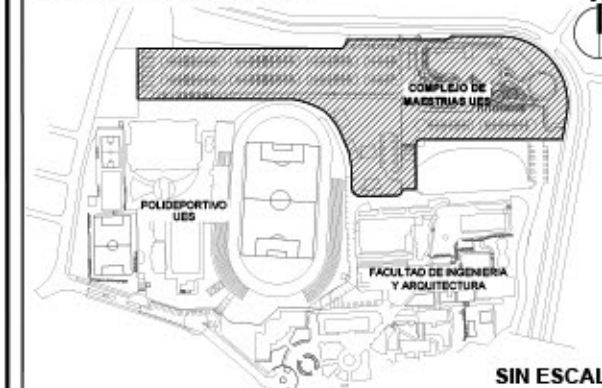 COMPLEJO DE
MAESTRIAS UES
POLIDEPORTIVO
UES
FACULTAD DE INGENIERIA
Y ARQUITECTURA
SIN ESCAL